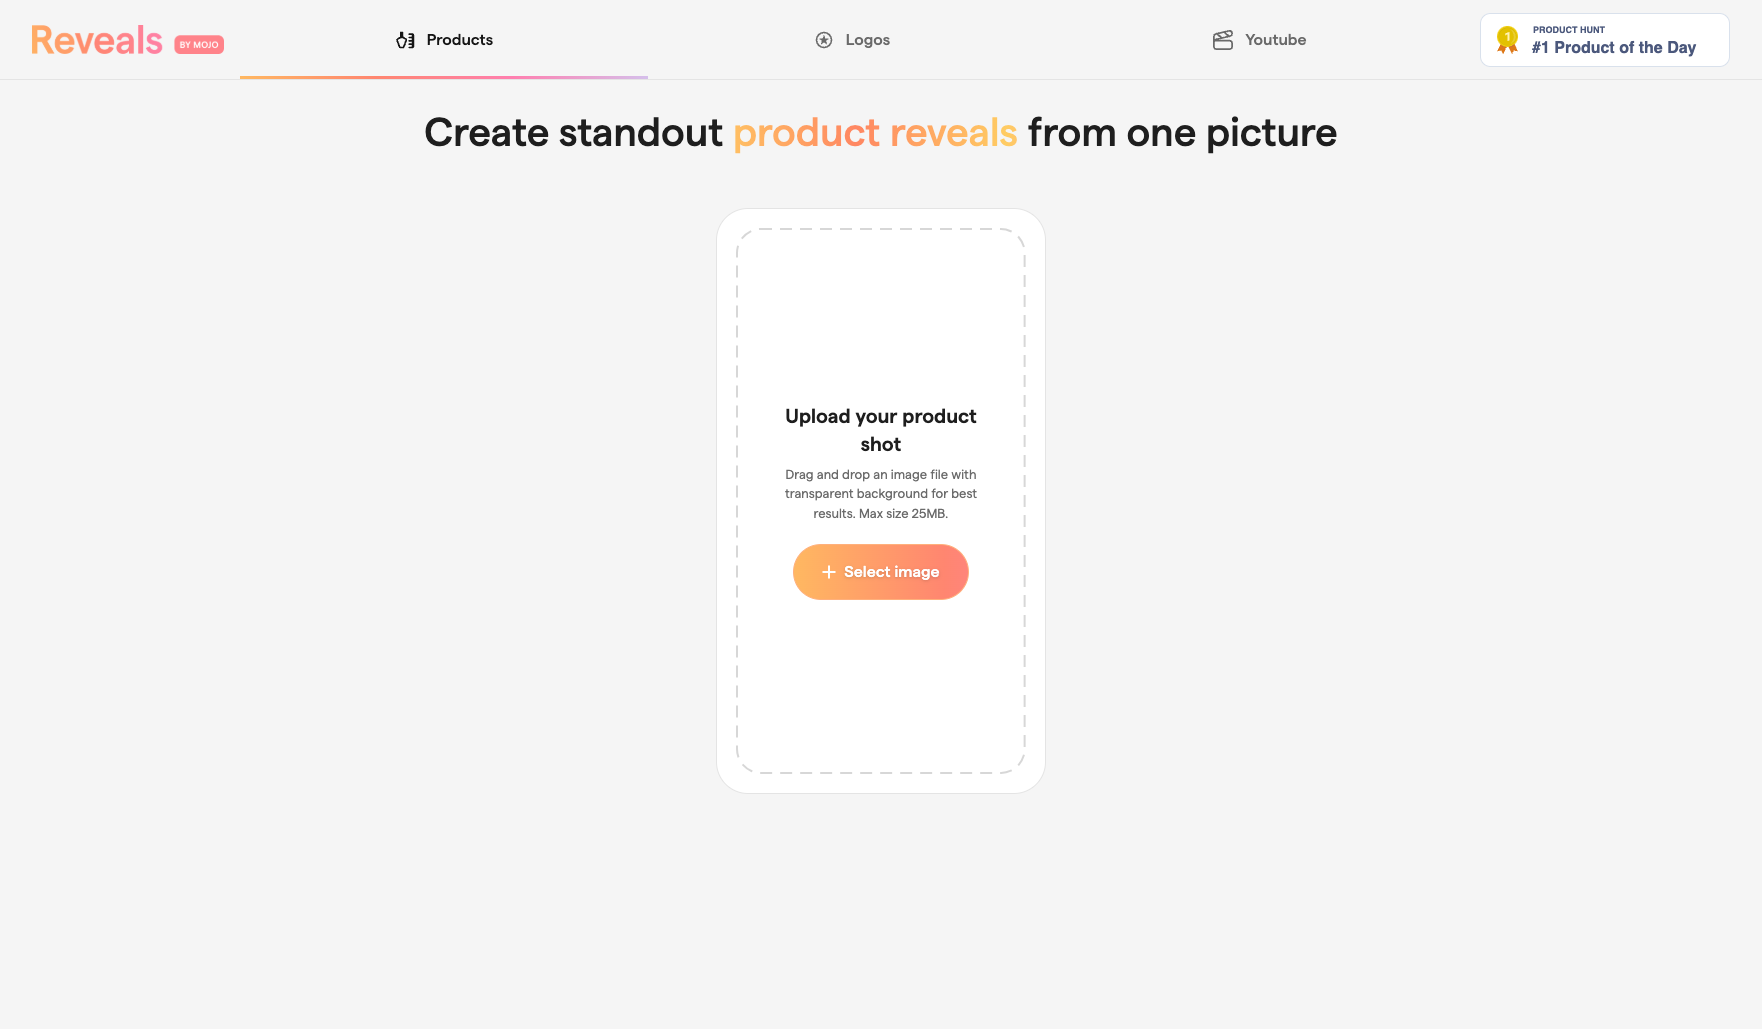 Reveals BY MOJO
Products
Logos
Youtube
1
PRODUCT HUNT
#1 Product of the Day
Create standout product reveals from one picture
Upload your product
shot
Drag and drop an image file with
transparent background for best
results. Max size 25MB.
+ Select image